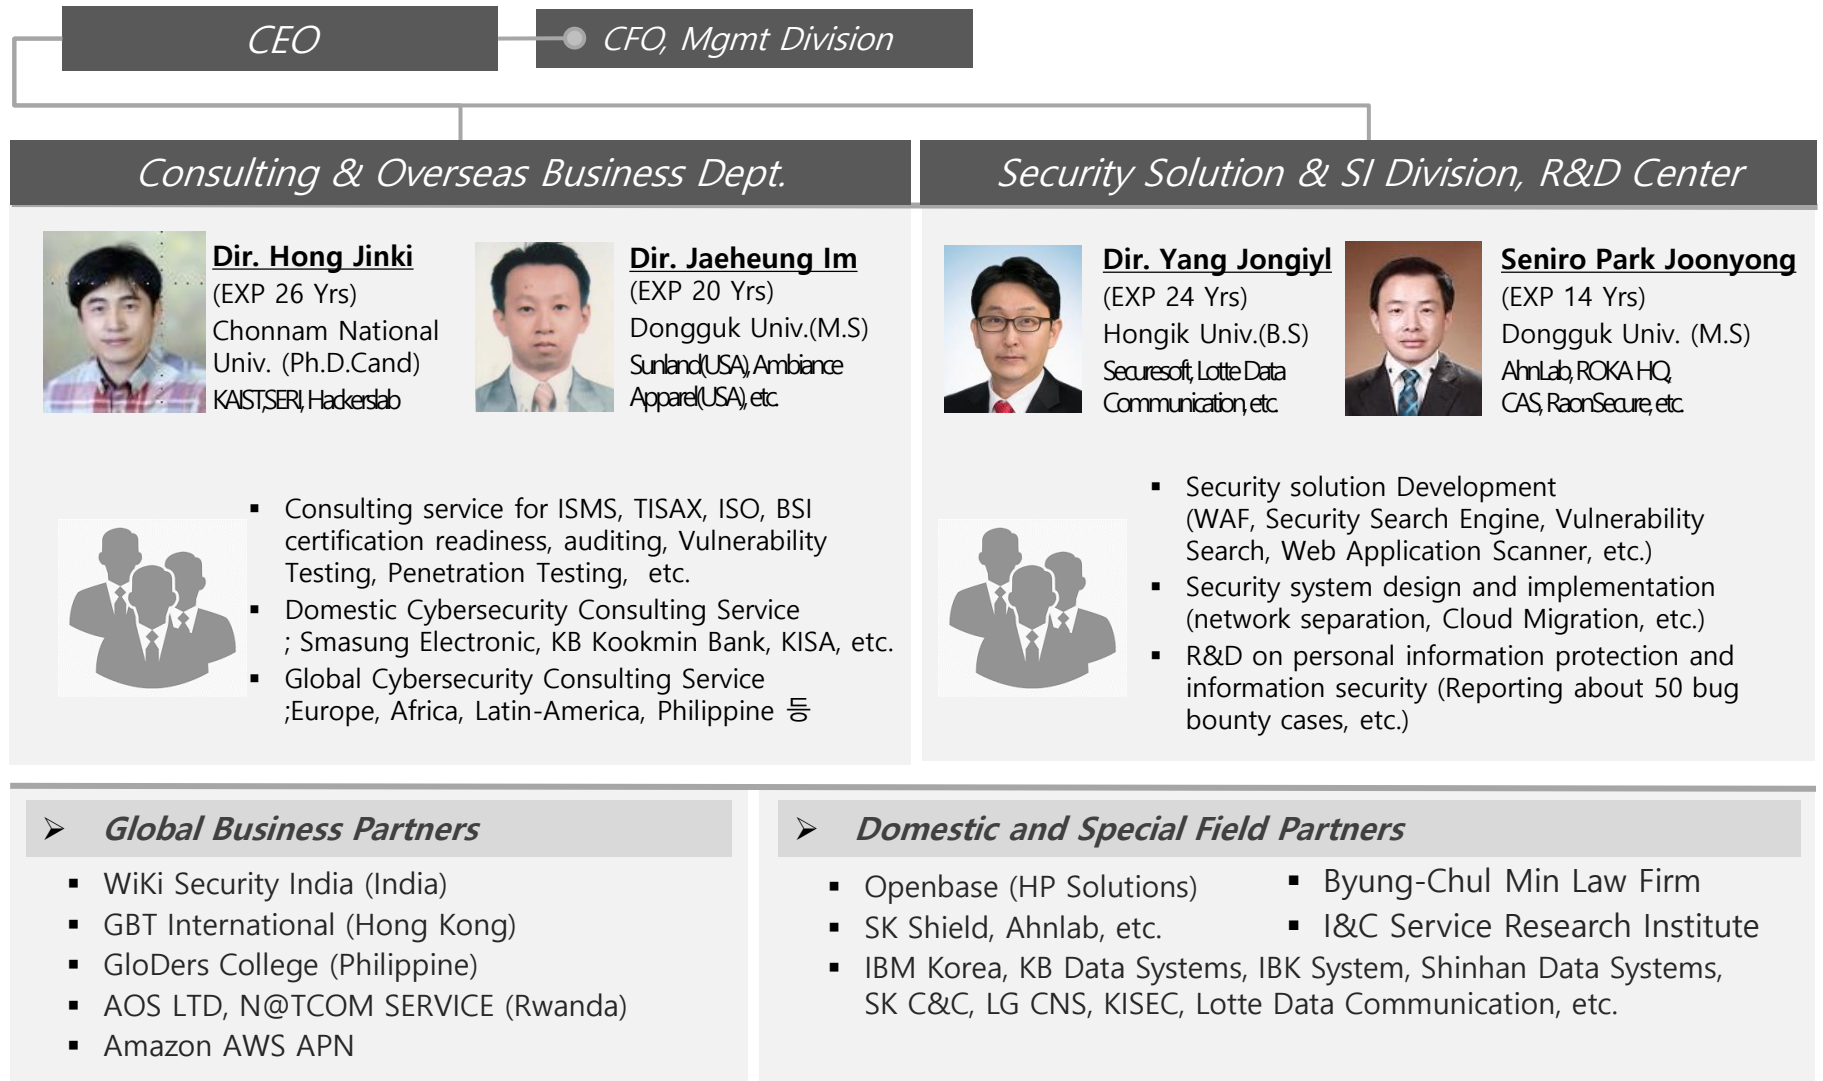 CEO
CFO, Mgmt Division
Consulting & Overseas Business Dept.
Dir. Hong Jinki
(EXP 26 Yrs)
Chonnam National
Univ. (Ph.D.Cand)
KAIST,SERI, Hackerslab
Dir. Jaeheung Im
(EXP 20 Yrs)
Dongguk Univ.(M.S)
Sunland(USA), Ambiance
Apparel(USA), etc.
▪ Consulting service for ISMS, TISAX, ISO, BSI
certification readiness, auditing, Vulnerability
Testing, Penetration Testing,  etc.
▪ Domestic Cybersecurity Consulting Service
; Smasung Electronic, KB Kookmin Bank, KISA, etc.
▪ Global Cybersecurity Consulting Service
;Europe, Africa, Latin-America, Philippine 등
Security Solution & SI Division, R&D Center
Dir. Yang Jongiyl
(EXP 24 Yrs)
Hongik Univ.(B.S)
Securesoft, Lotte Data
Communication, etc.
Seniro Park Joonyong
(EXP 14 Yrs)
Dongguk Univ. (M.S)
AhnLab, ROKA HQ,
CAS, RaonSecure, etc.
▪ Security solution Development
(WAF, Security Search Engine, Vulnerability
Search, Web Application Scanner, etc.)
▪ Security system design and implementation
(network separation, Cloud Migration, etc.)
▪ R&D on personal information protection and
information security (Reporting about 50 bug
bounty cases, etc.)
➢ Global Business Partners
▪ WiKi Security India (India)
▪ GBT International (Hong Kong)
▪ GloDers College (Philippine)
▪ AOS LTD, N@TCOM SERVICE (Rwanda)
▪ Amazon AWS APN
➢ Domestic and Special Field Partners
▪ Openbase (HP Solutions)
▪ SK Shield, Ahnlab, etc.
▪ Byung-Chul Min Law Firm
▪ I&C Service Research Institute
▪ IBM Korea, KB Data Systems, IBK System, Shinhan Data Systems,
SK C&C, LG CNS, KISEC, Lotte Data Communication, etc.